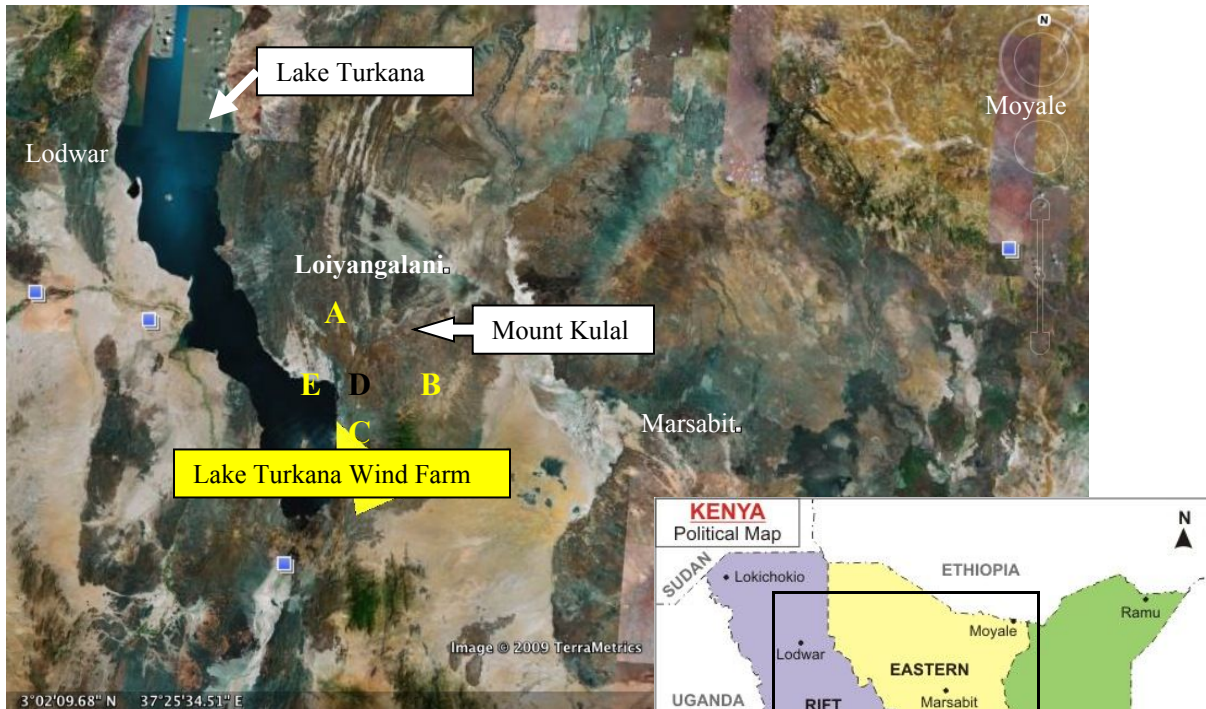 N
Lake Turkana
Moyale
Lodwar
Loiyangalani
A
Mount Kulal
E D B
C
Marsabit
Lake Turkana Wind Farm
Image © 2009 TerraMetrics
3°02'09.68" N 37°25'34.51" E
KENYA
Political Map
N
SUDAN
Lokichokio
ETHIOPIA
Ramu
Moyale
Lodwar
EASTERN
UGANDA
RIFT
Marsabit